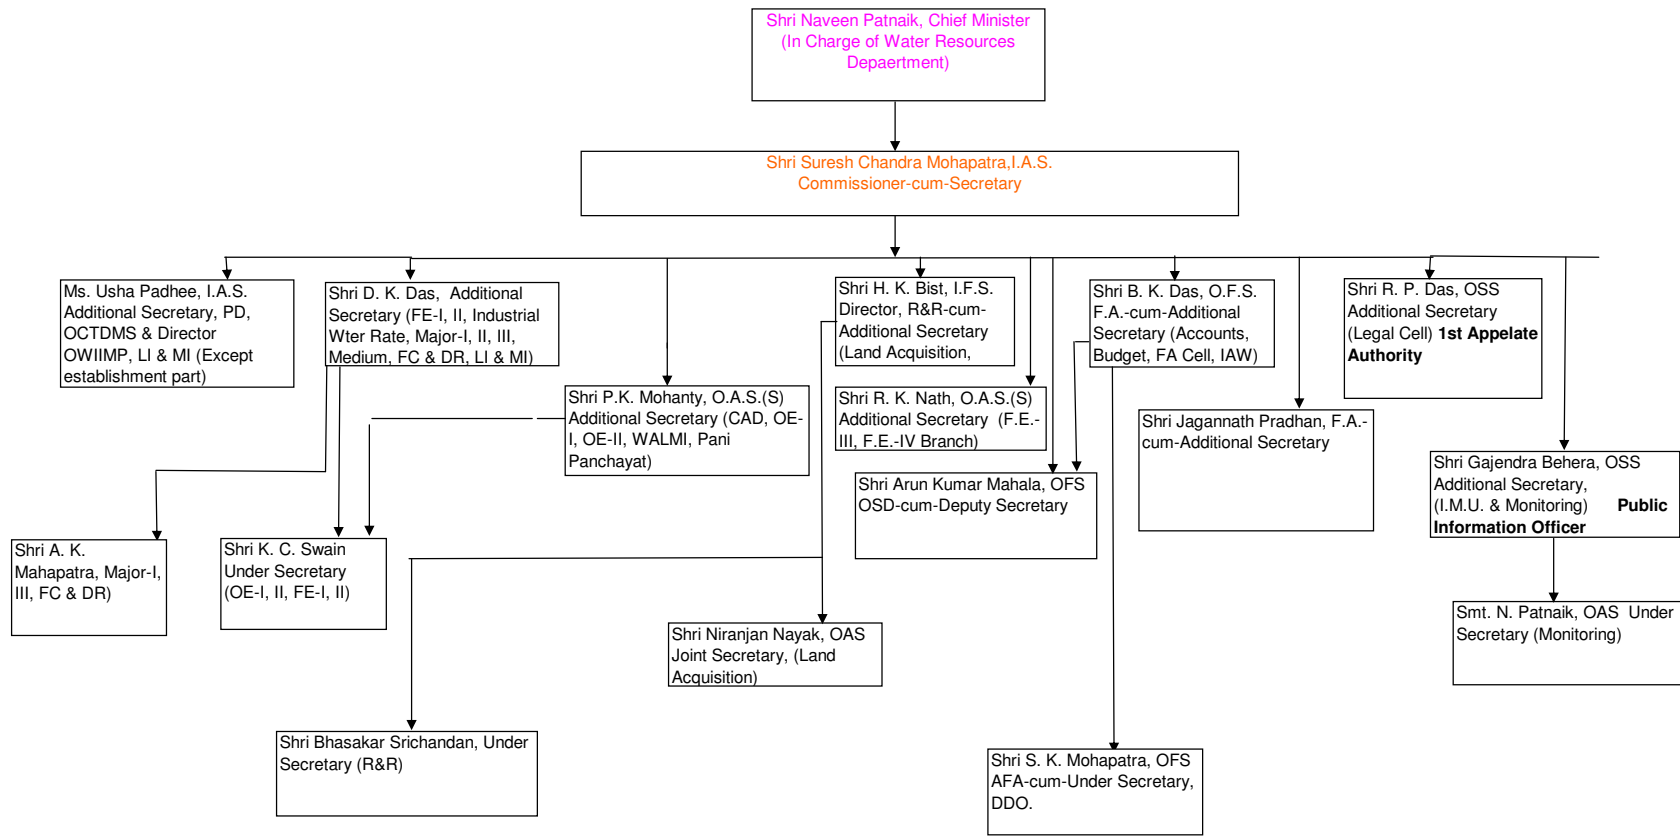 Shri Naveen Patnaik, Chief Minister
(In Charge of Water Resources
Depaertment)
Shri Suresh Chandra Mohapatra,I.A.S.
Commissioner-cum-Secretary
Ms. Usha Padhee, I.A.S.
Additional Secretary, PD,
OCTDMS & Director
OWIIMP, LI & MI (Except
establishment part)
Shri D. K. Das, Additional
Secretary (FE-I, II, Industrial
Wter Rate, Major-I, II, III,
Medium, FC & DR, LI & MI)
Shri H. K. Bist, I.F.S.
Director, R&R-cum-
Additional Secretary
(Land Acquisition,
Shri B. K. Das, O.F.S.
F.A.-cum-Additional
Secretary (Accounts,
Budget, FA Cell, IAW)
Shri R. P. Das, OSS
Additional Secretary
(Legal Cell) 1st Appelate
Authority
Shri P.K. Mohanty, O.A.S.(S)
Additional Secretary (CAD, OE-
I, OE-II, WALMI, Pani
Panchayat)
Shri R. K. Nath, O.A.S.(S)
Additional Secretary (F.E.-
III, F.E.-IV Branch)
Shri Jagannath Pradhan, F.A.-
cum-Additional Secretary
Shri Gajendra Behera, OSS
Additional Secretary,
(I.M.U. & Monitoring) Public
Information Officer
Shri Arun Kumar Mahala, OFS
OSD-cum-Deputy Secretary
Shri A. K.
Mahapatra, Major-I,
III, FC & DR)
Shri K. C. Swain
Under Secretary
(OE-I, II, FE-I, II)
Shri Niranjan Nayak, OAS
Joint Secretary, (Land
Acquisition)
Smt. N. Patnaik, OAS Under
Secretary (Monitoring)
Shri Bhasakar Srichandan, Under
Secretary (R&R)
Shri S. K. Mohapatra, OFS
AFA-cum-Under Secretary,
DDO.